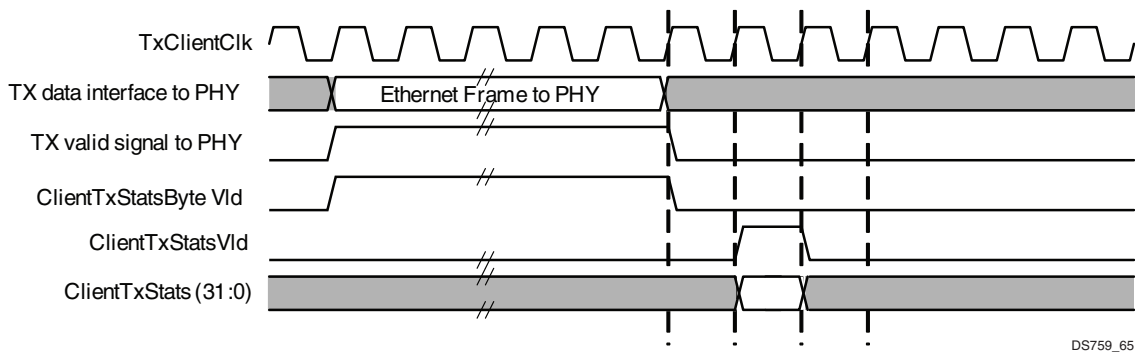 TxClientClk
TX data interface to PHY
Ethernet Frame to PHY
TX valid signal to PHY
ClientTxStatsByte Vld
ClientTxStatsVld
ClientTxStats (31:0)
DS759_65